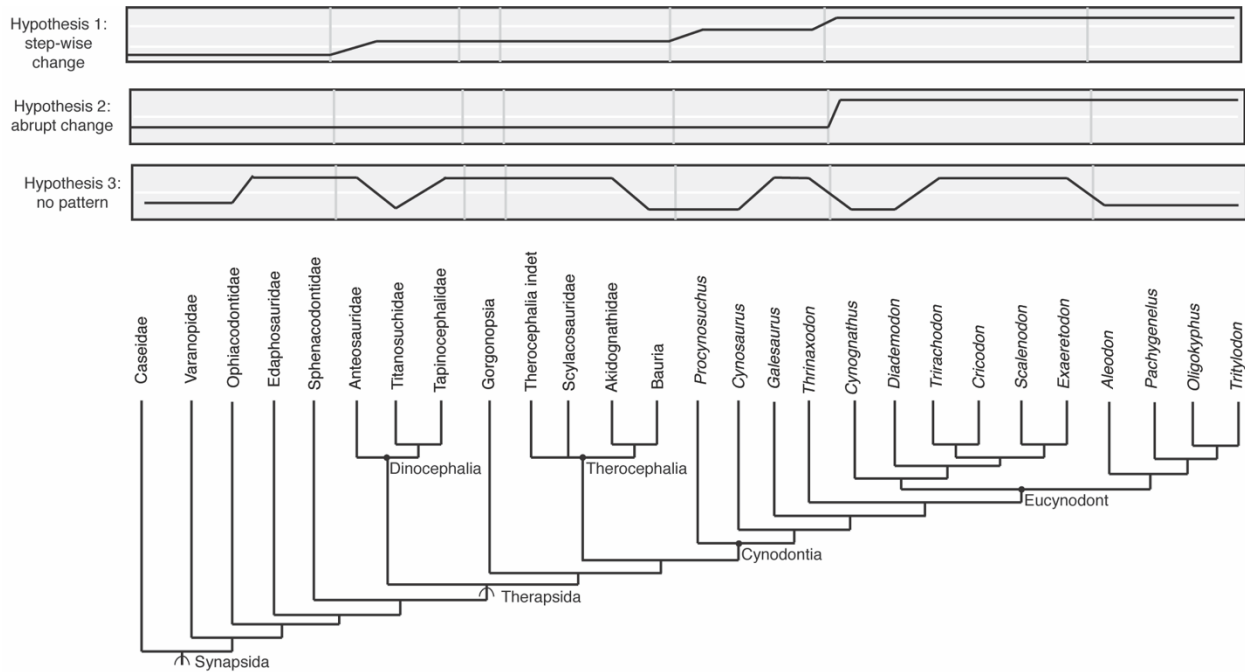 Hypothesis 1:
step-wise
change
Hypothesis 2:
abrupt change
Hypothesis 3:
no pattern
Caseidae
Varanopidae
Ophiacodontidae
Edaphosauridae
Sphenacodontidae
Anteosauridae
Titanosuchidae
Tapinocephalidae
Gorgonopsia
Therocephalia indet
Scylacosauridae
Akidognathidae
Bauria
Procynosuchus
Cynosaurus
Galesaurus
Thrinaxodon
Cynognathus
Diademodon
Trirachodon
Cricodon
Scalenodon
Exaeretodon
Aleodon
Pachygenelus
Oligokyphus
Tritylodon
Dinocephalia
Therocephalia
Eucynodont
Cynodontia
Therapsida
Synapsida